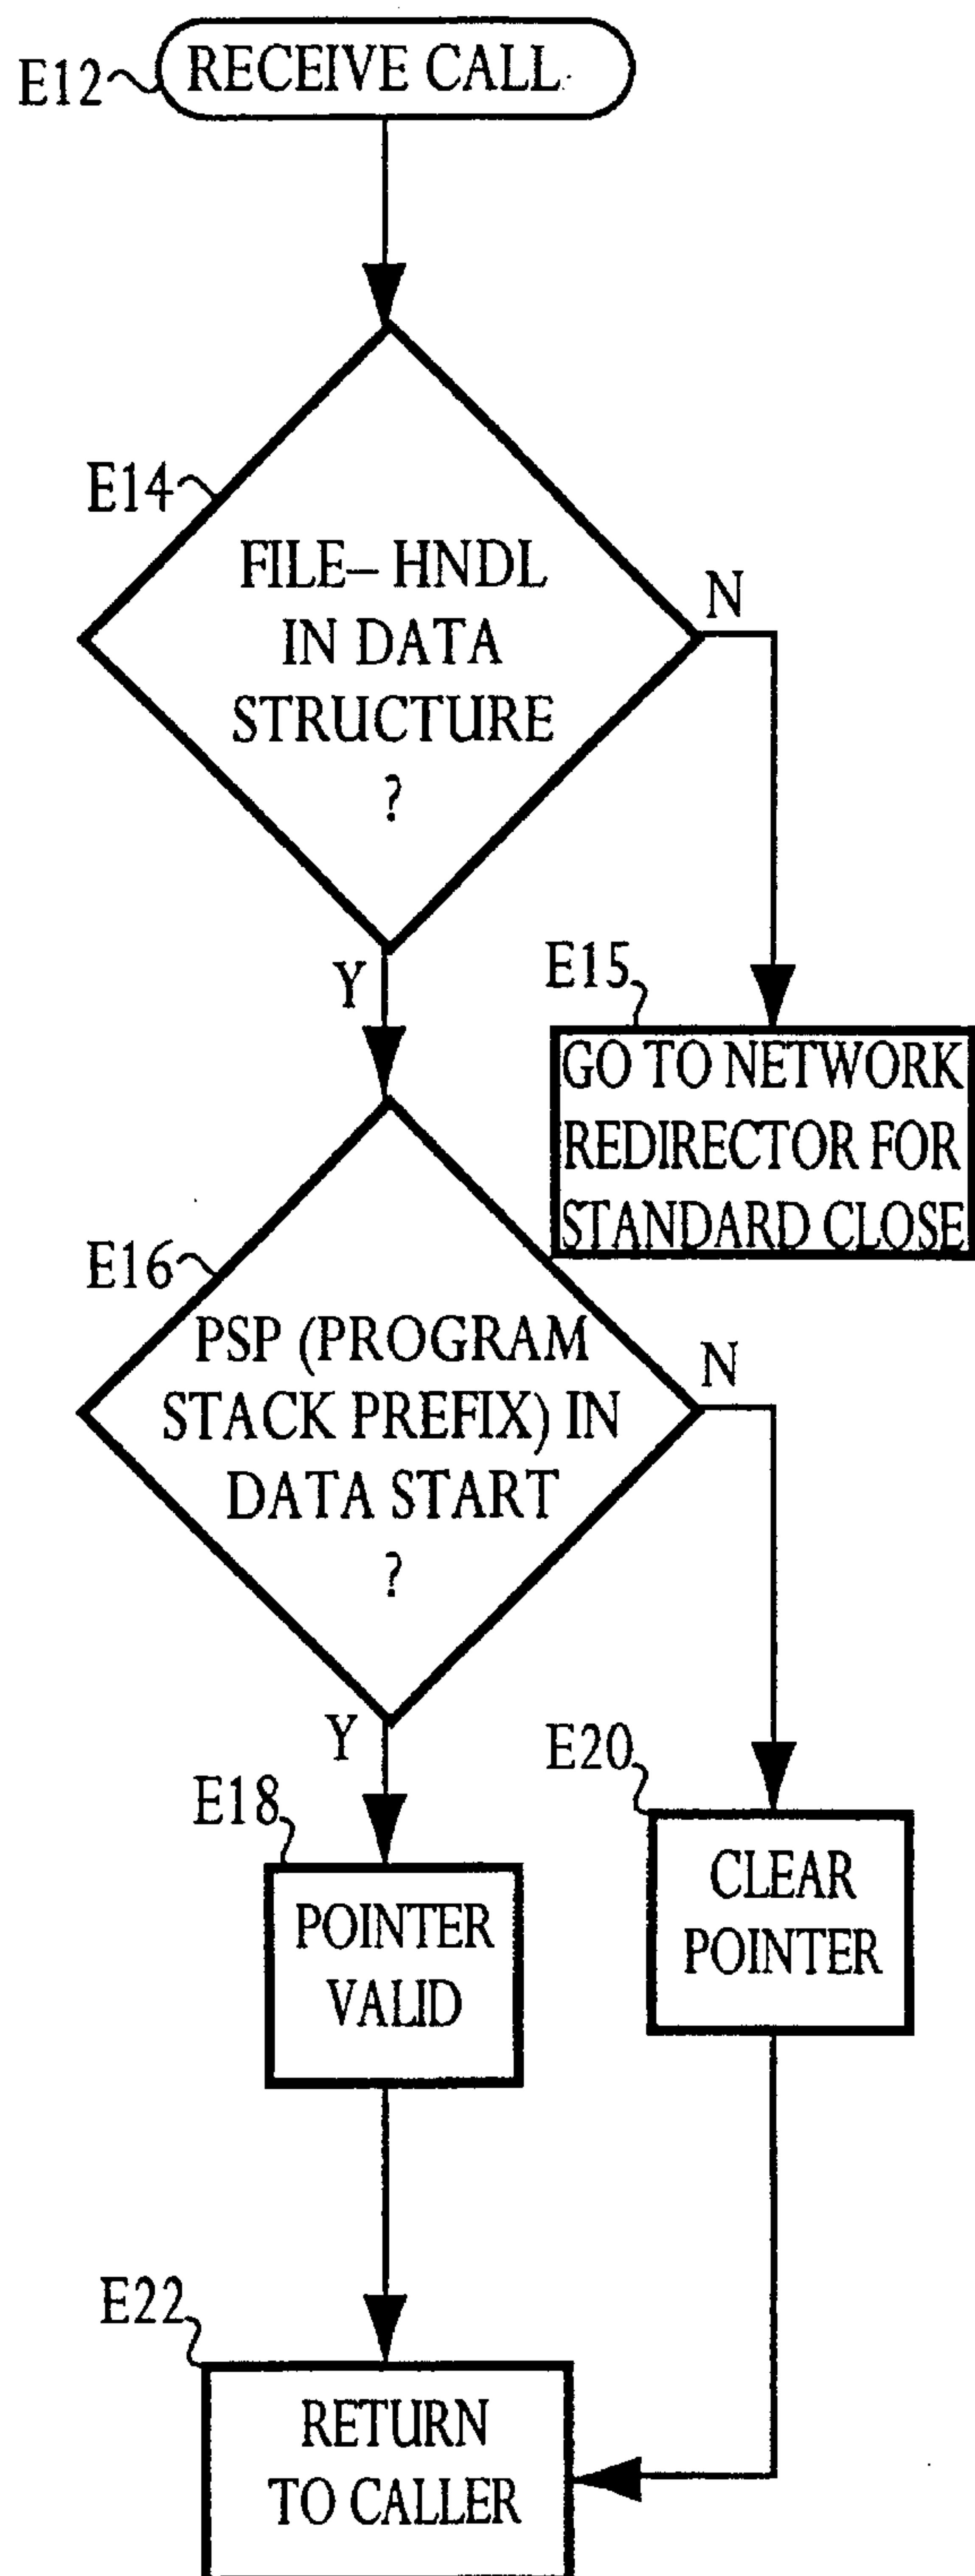 E12
RECEIVE CALL
E14
FILE– HNDL
IN DATA
STRUCTURE
?
N
Y
E15
GO TO NETWORK
REDIRECTOR FOR
STANDARD CLOSE
E16
PSP (PROGRAM
STACK PREFIX) IN
DATA START
?
N
Y
E18
POINTER
VALID
E20
CLEAR
POINTER
E22
RETURN
TO CALLER